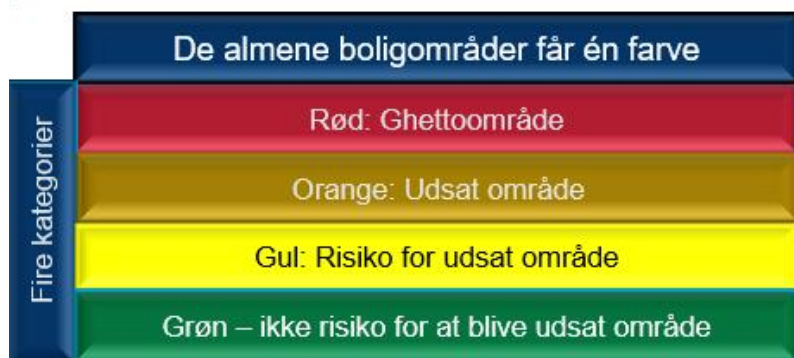 De almene boligområder får én farve
Fire kategorier
Rød: Ghettoområde
Orange: Udsat område
Gul: Risiko for udsat område
Grøn – ikke risiko for at blive udsat område